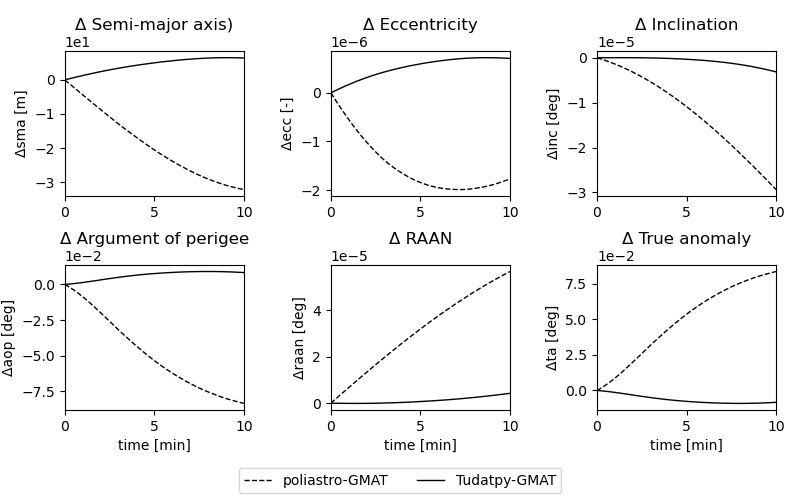 Δ Semi-major axis)
Δ Eccentricity
Δ Inclination
1e1
1e−6
1e−5
Δsma [m]
0
−1
−2
−3
0 5 10
Δecc [-]
0
−1
−2
0 5 10
Δinc [deg]
0
−1
−2
−3
0 5 10
Δ Argument of perigee
Δ RAAN
Δ True anomaly
1e−2
1e−5
1e−2
Δaop [deg]
0.0
−2.5
−5.0
−7.5
0 5 10
time [min]
Δraan [deg]
4
2
0
0 5 10
time [min]
Δta [deg]
7.5
5.0
2.5
0.0
0 5 10
time [min]
poliastro-GMAT
Tudatpy-GMAT